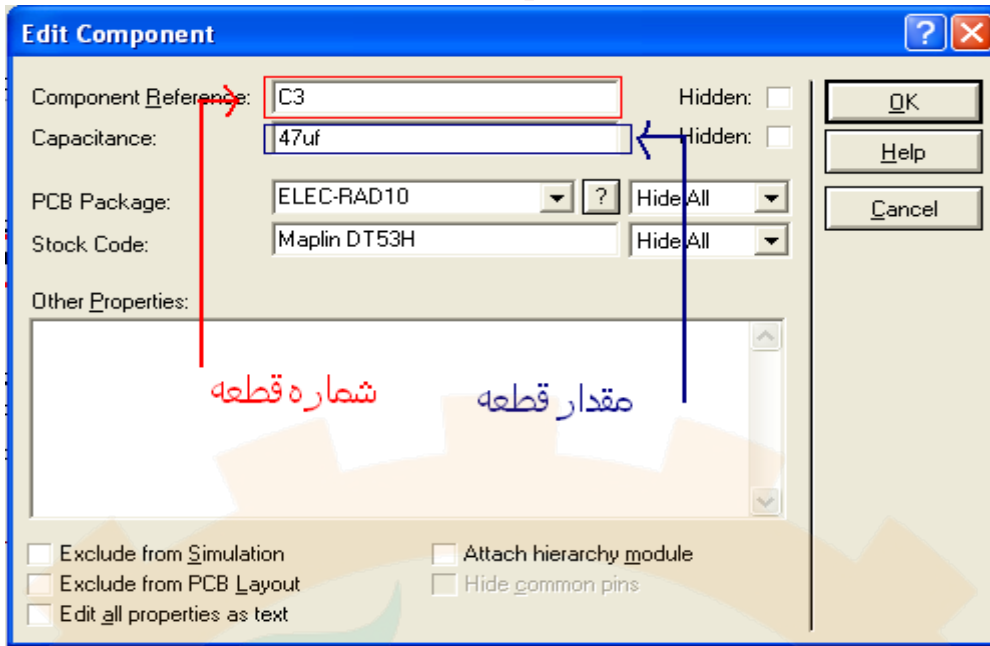 Edit Component
Component Reference: C3 Hidden:
Capacitance: 47uf Hidden:
PCB Package: ELEC-RAD10 ? Hide All
Stock Code: Maplin DT53H Hide All
Other Properties:
شماره قطعه
مقدار قطعه
Exclude from Simulation
Attach hierarchy module
Exclude from PCB Layout
Hide common pins
Edit all properties as text
OK
Help
Cancel